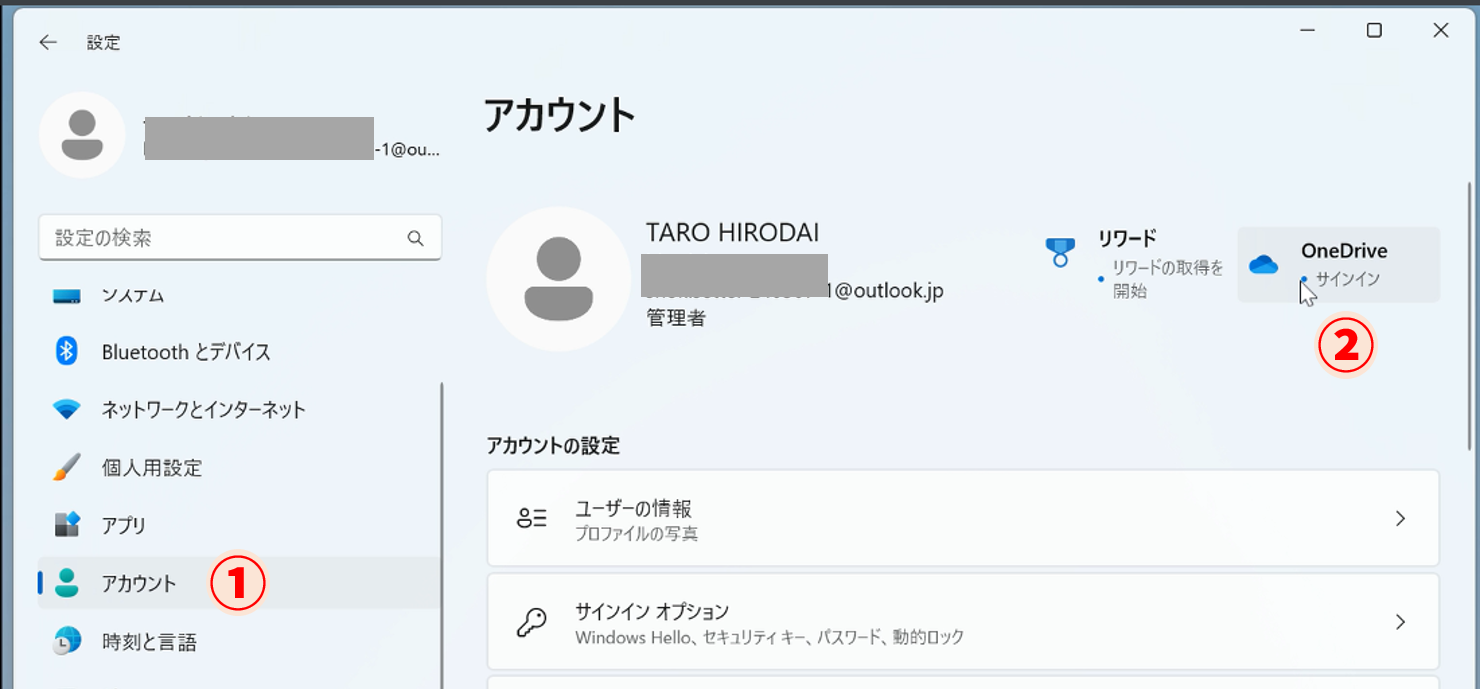 設定
-1@ou...
設定の検索
システム
Bluetooth とデバイス
ネットワークとインターネット
個人用設定
アプリ
アカウント
①
時刻と言語
アカウント
TARO HIRODAI
1@outlook.jp
管理者
リワード
• リワードの取得を
開始
OneDrive
• サインイン
②
アカウントの設定
ユーザーの情報
プロファイルの写真
サインイン オプション
Windows Hello、セキュリティ キー、パスワード、動的ロック